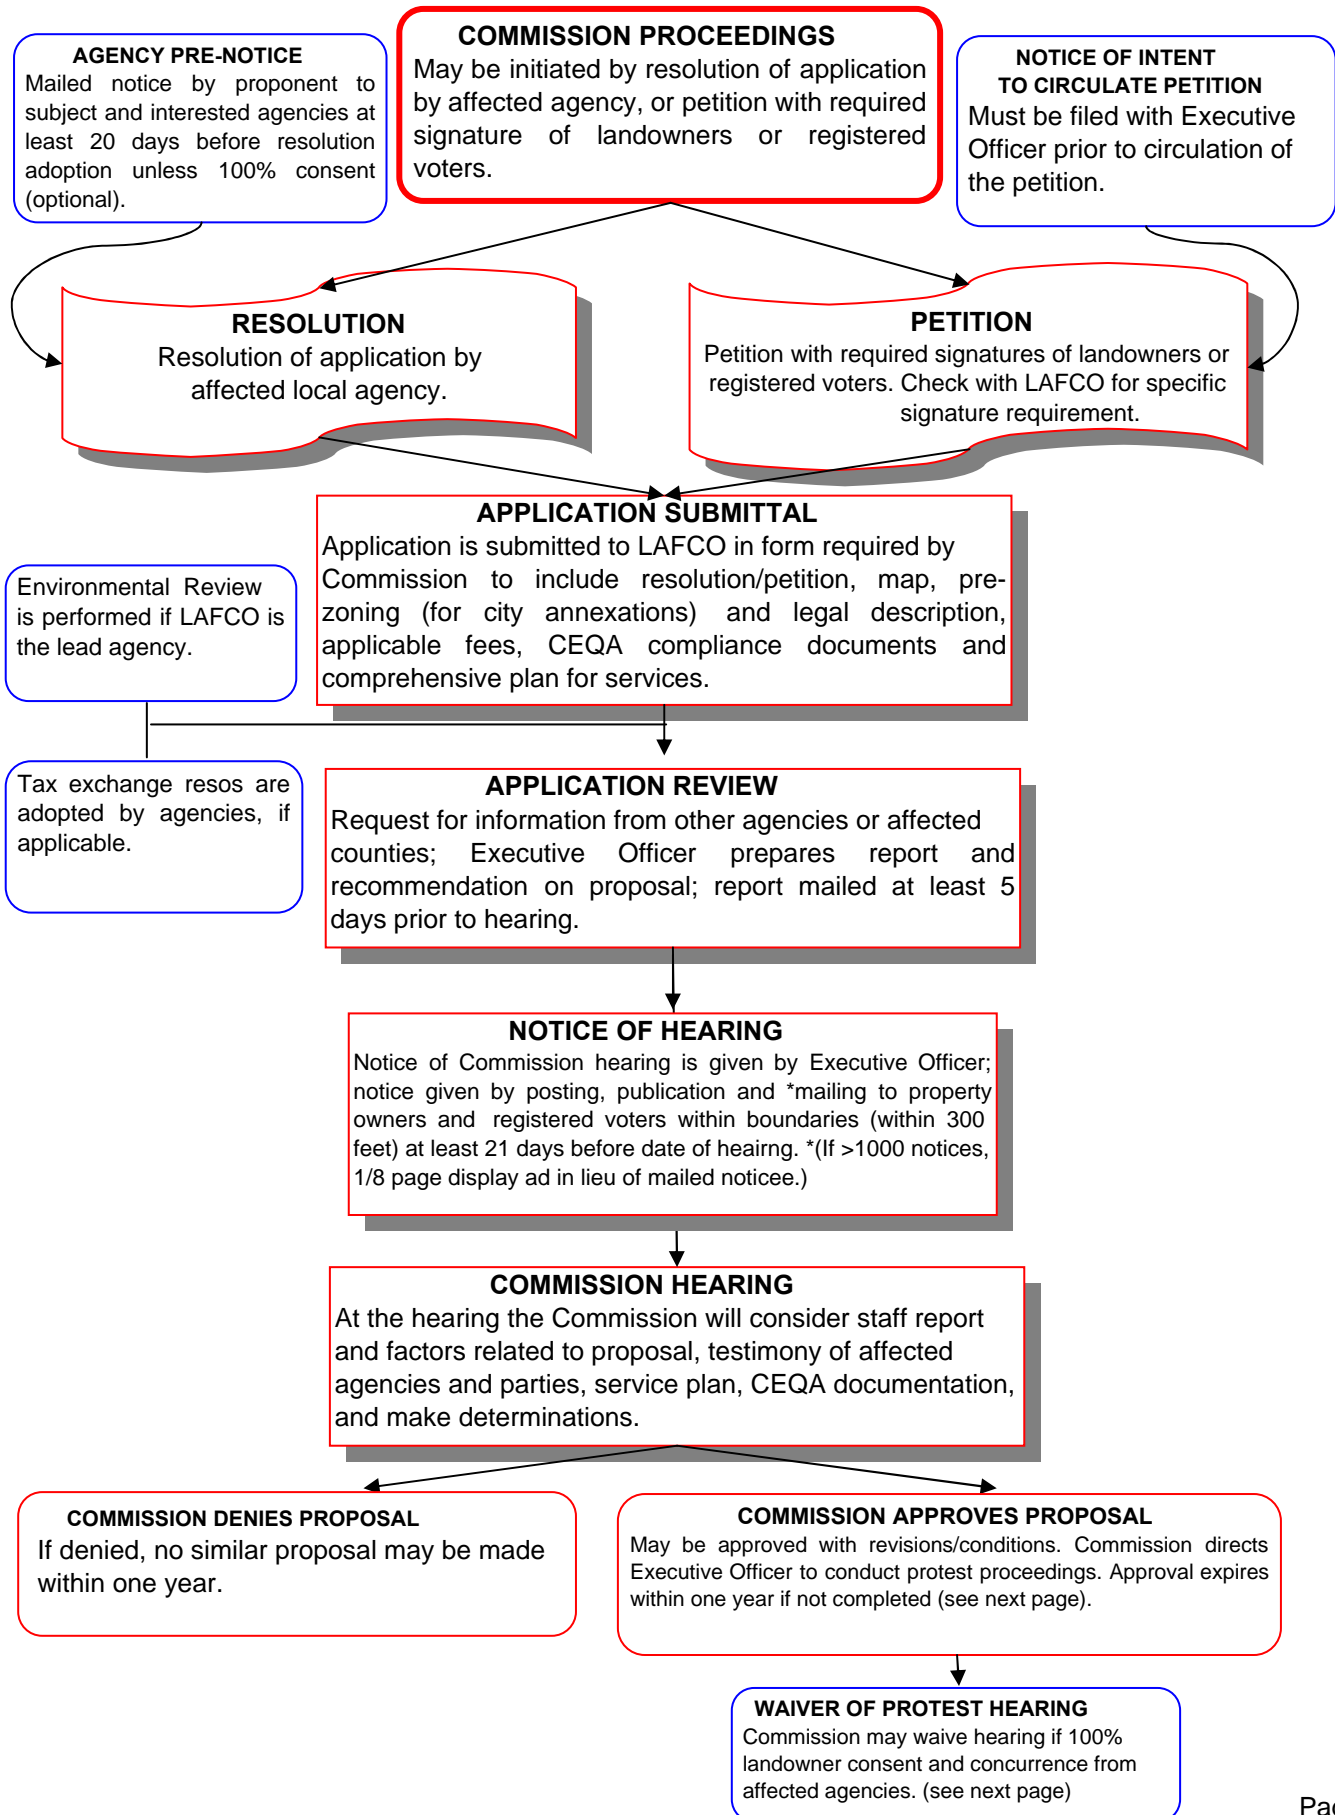 AGENCY PRE-NOTICE
Mailed notice by proponent to
subject and interested agencies at
least 20 days before resolution
adoption unless 100% consent
(optional).
COMMISSION PROCEEDINGS
May be initiated by resolution of application
by affected agency, or petition with required
signature of landowners or registered
voters.
NOTICE OF INTENT
TO CIRCULATE PETITION
Must be filed with Executive
Officer prior to circulation of
the petition.
RESOLUTION
Resolution of application by
affected local agency.
PETITION
Petition with required signatures of landowners or
registered voters. Check with LAFCO for specific
signature requirement.
APPLICATION SUBMITTAL
Application is submitted to LAFCO in form required by
Commission to include resolution/petition, map, pre-
zoning (for city annexations) and legal description,
applicable fees, CEQA compliance documents and
comprehensive plan for services.
Environmental Review
is performed if LAFCO is
the lead agency.
Tax exchange resos are
adopted by agencies, if
applicable.
APPLICATION REVIEW
Request for information from other agencies or affected
counties; Executive Officer prepares report and
recommendation on proposal; report mailed at least 5
days prior to hearing.
NOTICE OF HEARING
Notice of Commission hearing is given by Executive Officer;
notice given by posting, publication and *mailing to property
owners and registered voters within boundaries (within 300
feet) at least 21 days before date of heairng. *(If >1000 notices,
1/8 page display ad in lieu of mailed noticee.)
COMMISSION HEARING
At the hearing the Commission will consider staff report
and factors related to proposal, testimony of affected
agencies and parties, service plan, CEQA documentation,
and make determinations.
COMMISSION DENIES PROPOSAL
If denied, no similar proposal may be made
within one year.
COMMISSION APPROVES PROPOSAL
May be approved with revisions/conditions. Commission directs
Executive Officer to conduct protest proceedings. Approval expires
within one year if not completed (see next page).
WAIVER OF PROTEST HEARING
Commission may waive hearing if 100%
landowner consent and concurrence from
affected agencies. (see next page)